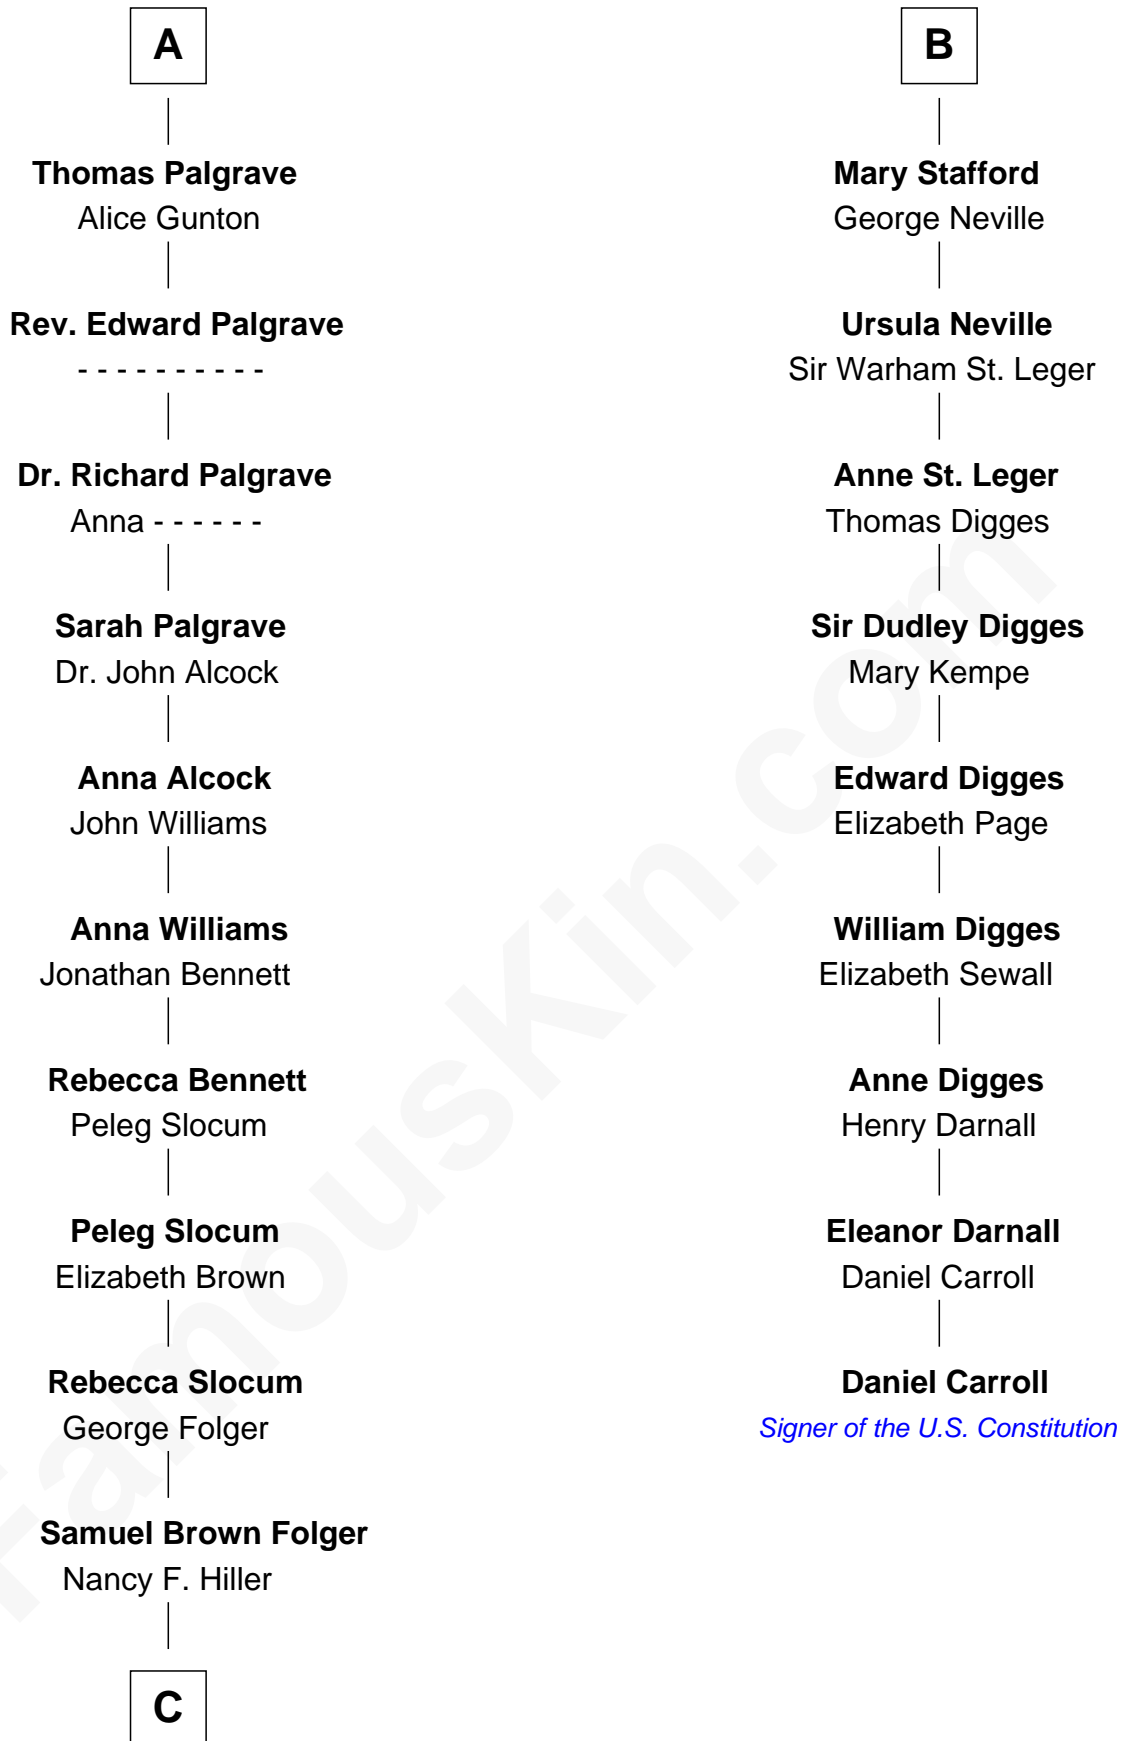 A
Thomas Palgrave
Alice Gunton
Rev. Edward Palgrave
- - - - - - - - - -
Dr. Richard Palgrave
Anna - - - - - -
Sarah Palgrave
Dr. John Alcock
Anna Alcock
John Williams
Anna Williams
Jonathan Bennett
Rebecca Bennett
Peleg Slocum
Peleg Slocum
Elizabeth Brown
Rebecca Slocum
George Folger
Samuel Brown Folger
Nancy F. Hiller
C
B
Mary Stafford
George Neville
Ursula Neville
Sir Warham St. Leger
Anne St. Leger
Thomas Digges
Sir Dudley Digges
Mary Kempe
Edward Digges
Elizabeth Page
William Digges
Elizabeth Sewall
Anne Digges
Henry Darnall
Eleanor Darnall
Daniel Carroll
Daniel Carroll
Signer of the U.S. Constitution
FamousKin.com